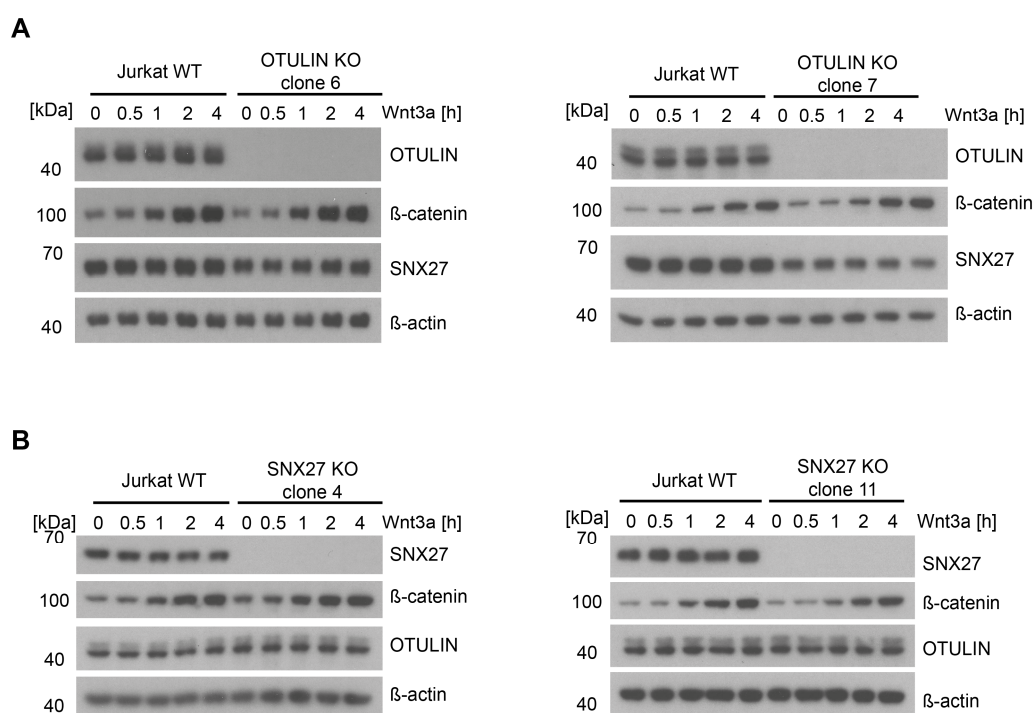 A
Jurkat WT
OTULIN KO
clone 6
[kDa]
0 0.5 1 2 4 0 0.5 1 2 4 Wnt3a [h]
40
OTULIN
100
ß-catenin
70
SNX27
40
ß-actin
Jurkat WT
OTULIN KO
clone 7
[kDa]
0 0.5 1 2 4 0 0.5 1 2 4 Wnt3a [h]
40
OTULIN
100
ß-catenin
70
SNX27
40
ß-actin
B
Jurkat WT
SNX27 KO
clone 4
[kDa]
0 0.5 1 2 4 0 0.5 1 2 4 Wnt3a [h]
70
SNX27
100
ß-catenin
40
OTULIN
40
ß-actin
Jurkat WT
SNX27 KO
clone 11
[kDa]
0 0.5 1 2 4 0 0.5 1 2 4 Wnt3a [h]
70
SNX27
100
ß-catenin
40
OTULIN
40
ß-actin